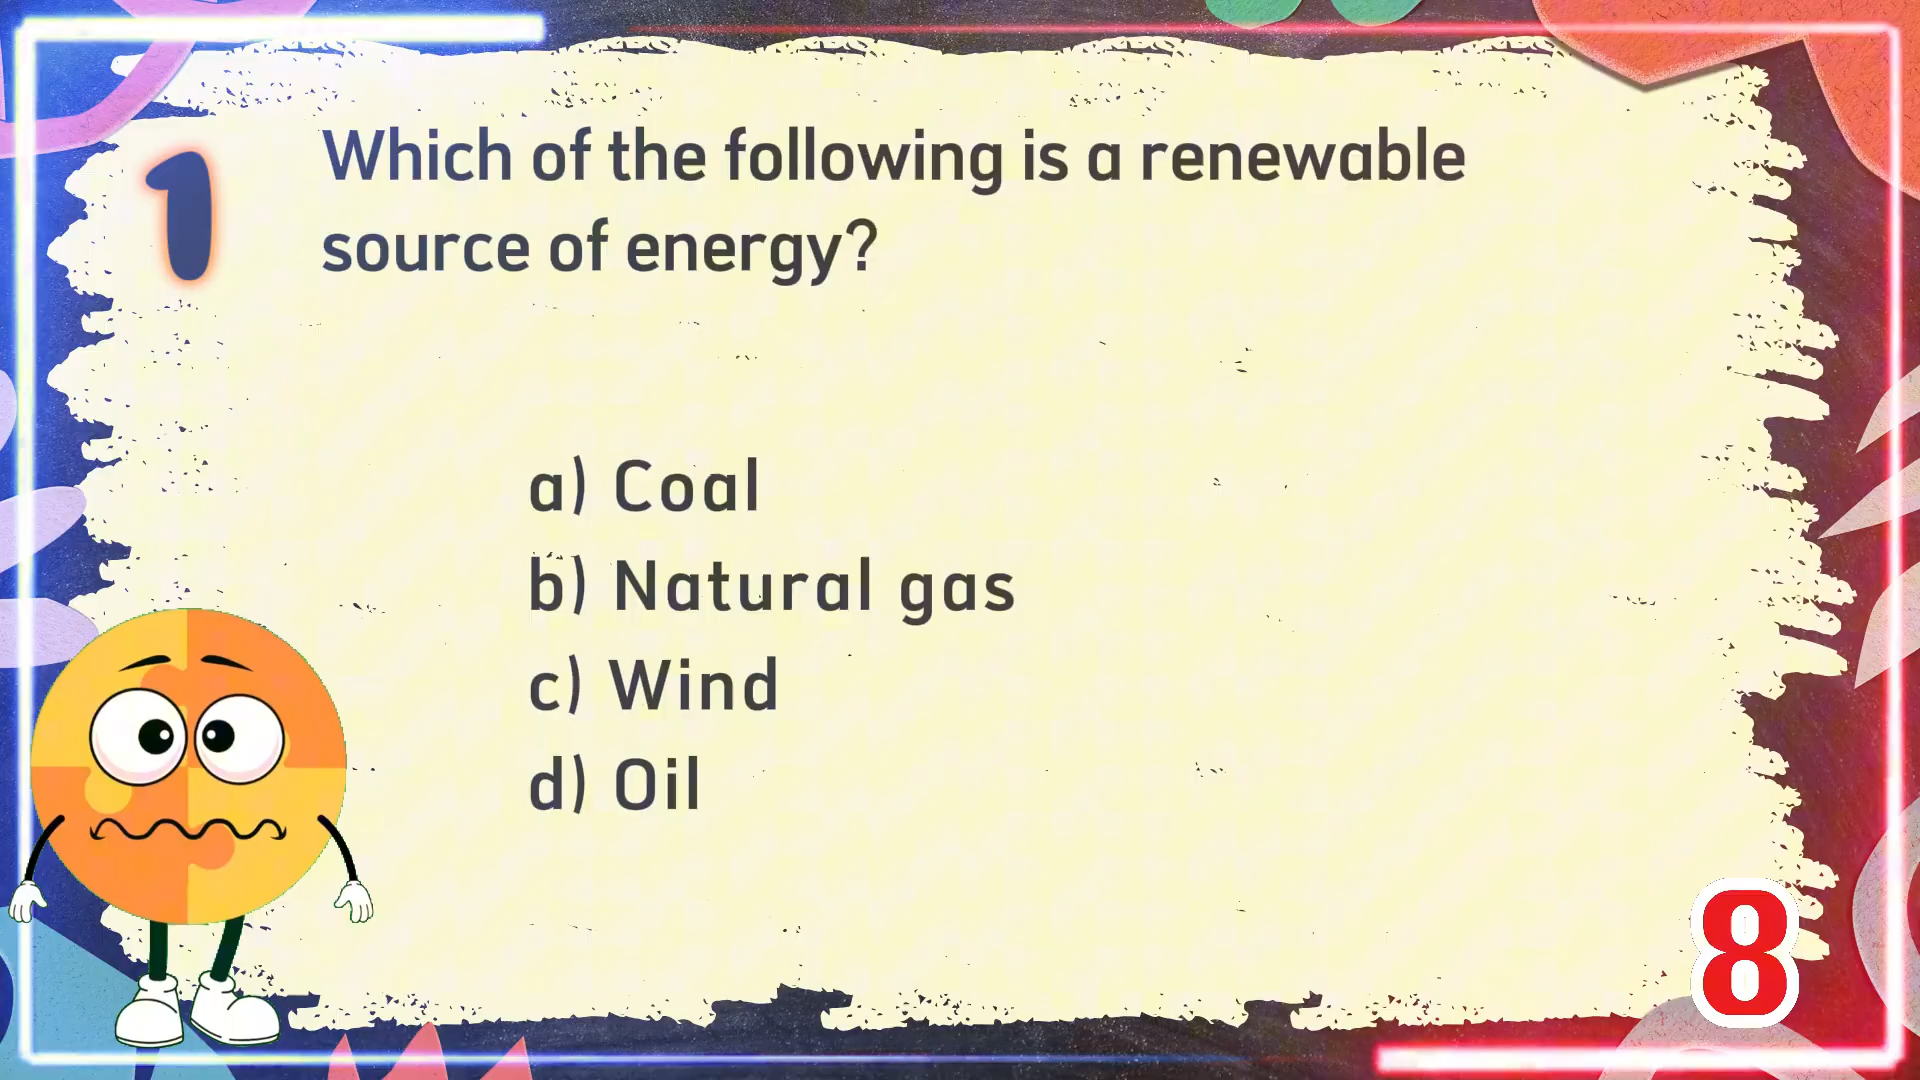 1
Which of the following is a renewable
source of energy?
a) Coal
b) Natural gas
c) Wind
d) Oil
8